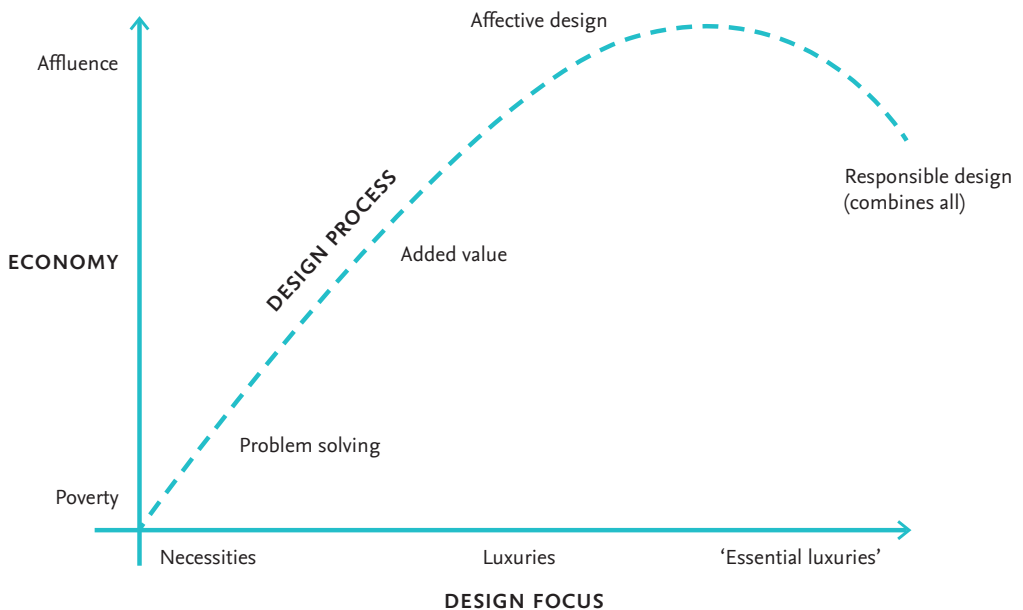 Affective design
Affluence
Responsible design
(combines all)
DESIGN PROCESS
Added value
ECONOMY
Problem solving
Poverty
Necessities
Luxuries
‘Essential luxuries’
DESIGN FOCUS